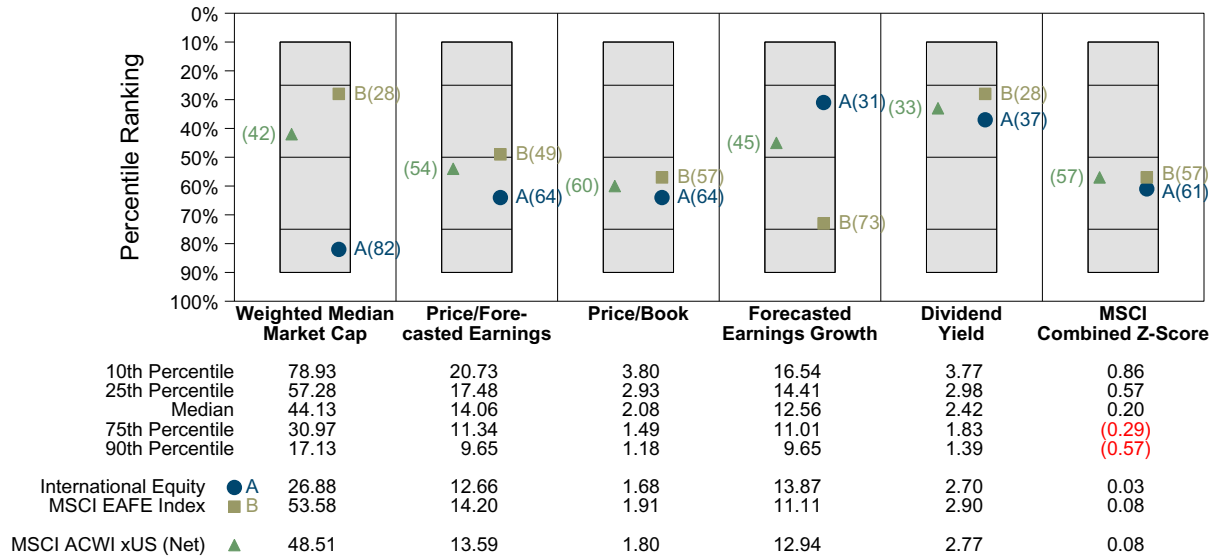 0%
10%
20%
30%
40%
50%
60%
70%
80%
90%
100%
Percentile Ranking
B(28)
(42)
A(82)
B(49)
(54)
A(64)
B(57)
(60)
A(64)
A(31)
(45)
B(73)
B(28)
(33)
A(37)
B(57)
(57)
A(61)
Weighted Median Market Cap
Price/Fore-casted Earnings
Price/Book
Forecasted Earnings Growth
Dividend Yield
MSCI Combined Z-Score
10th Percentile 78.93 20.73 3.80 16.54 3.77 0.86
25th Percentile 57.28 17.48 2.93 14.41 2.98 0.57
Median 44.13 14.06 2.08 12.56 2.42 0.20
75th Percentile 30.97 11.34 1.49 11.01 1.83 (0.29)
90th Percentile 17.13 9.65 1.18 9.65 1.39 (0.57)
International Equity A 26.88 12.66 1.68 13.87 2.70 0.03
MSCI EAFE Index B 53.58 14.20 1.91 11.11 2.90 0.08
MSCI ACWI xUS (Net) 48.51 13.59 1.80 12.94 2.77 0.08